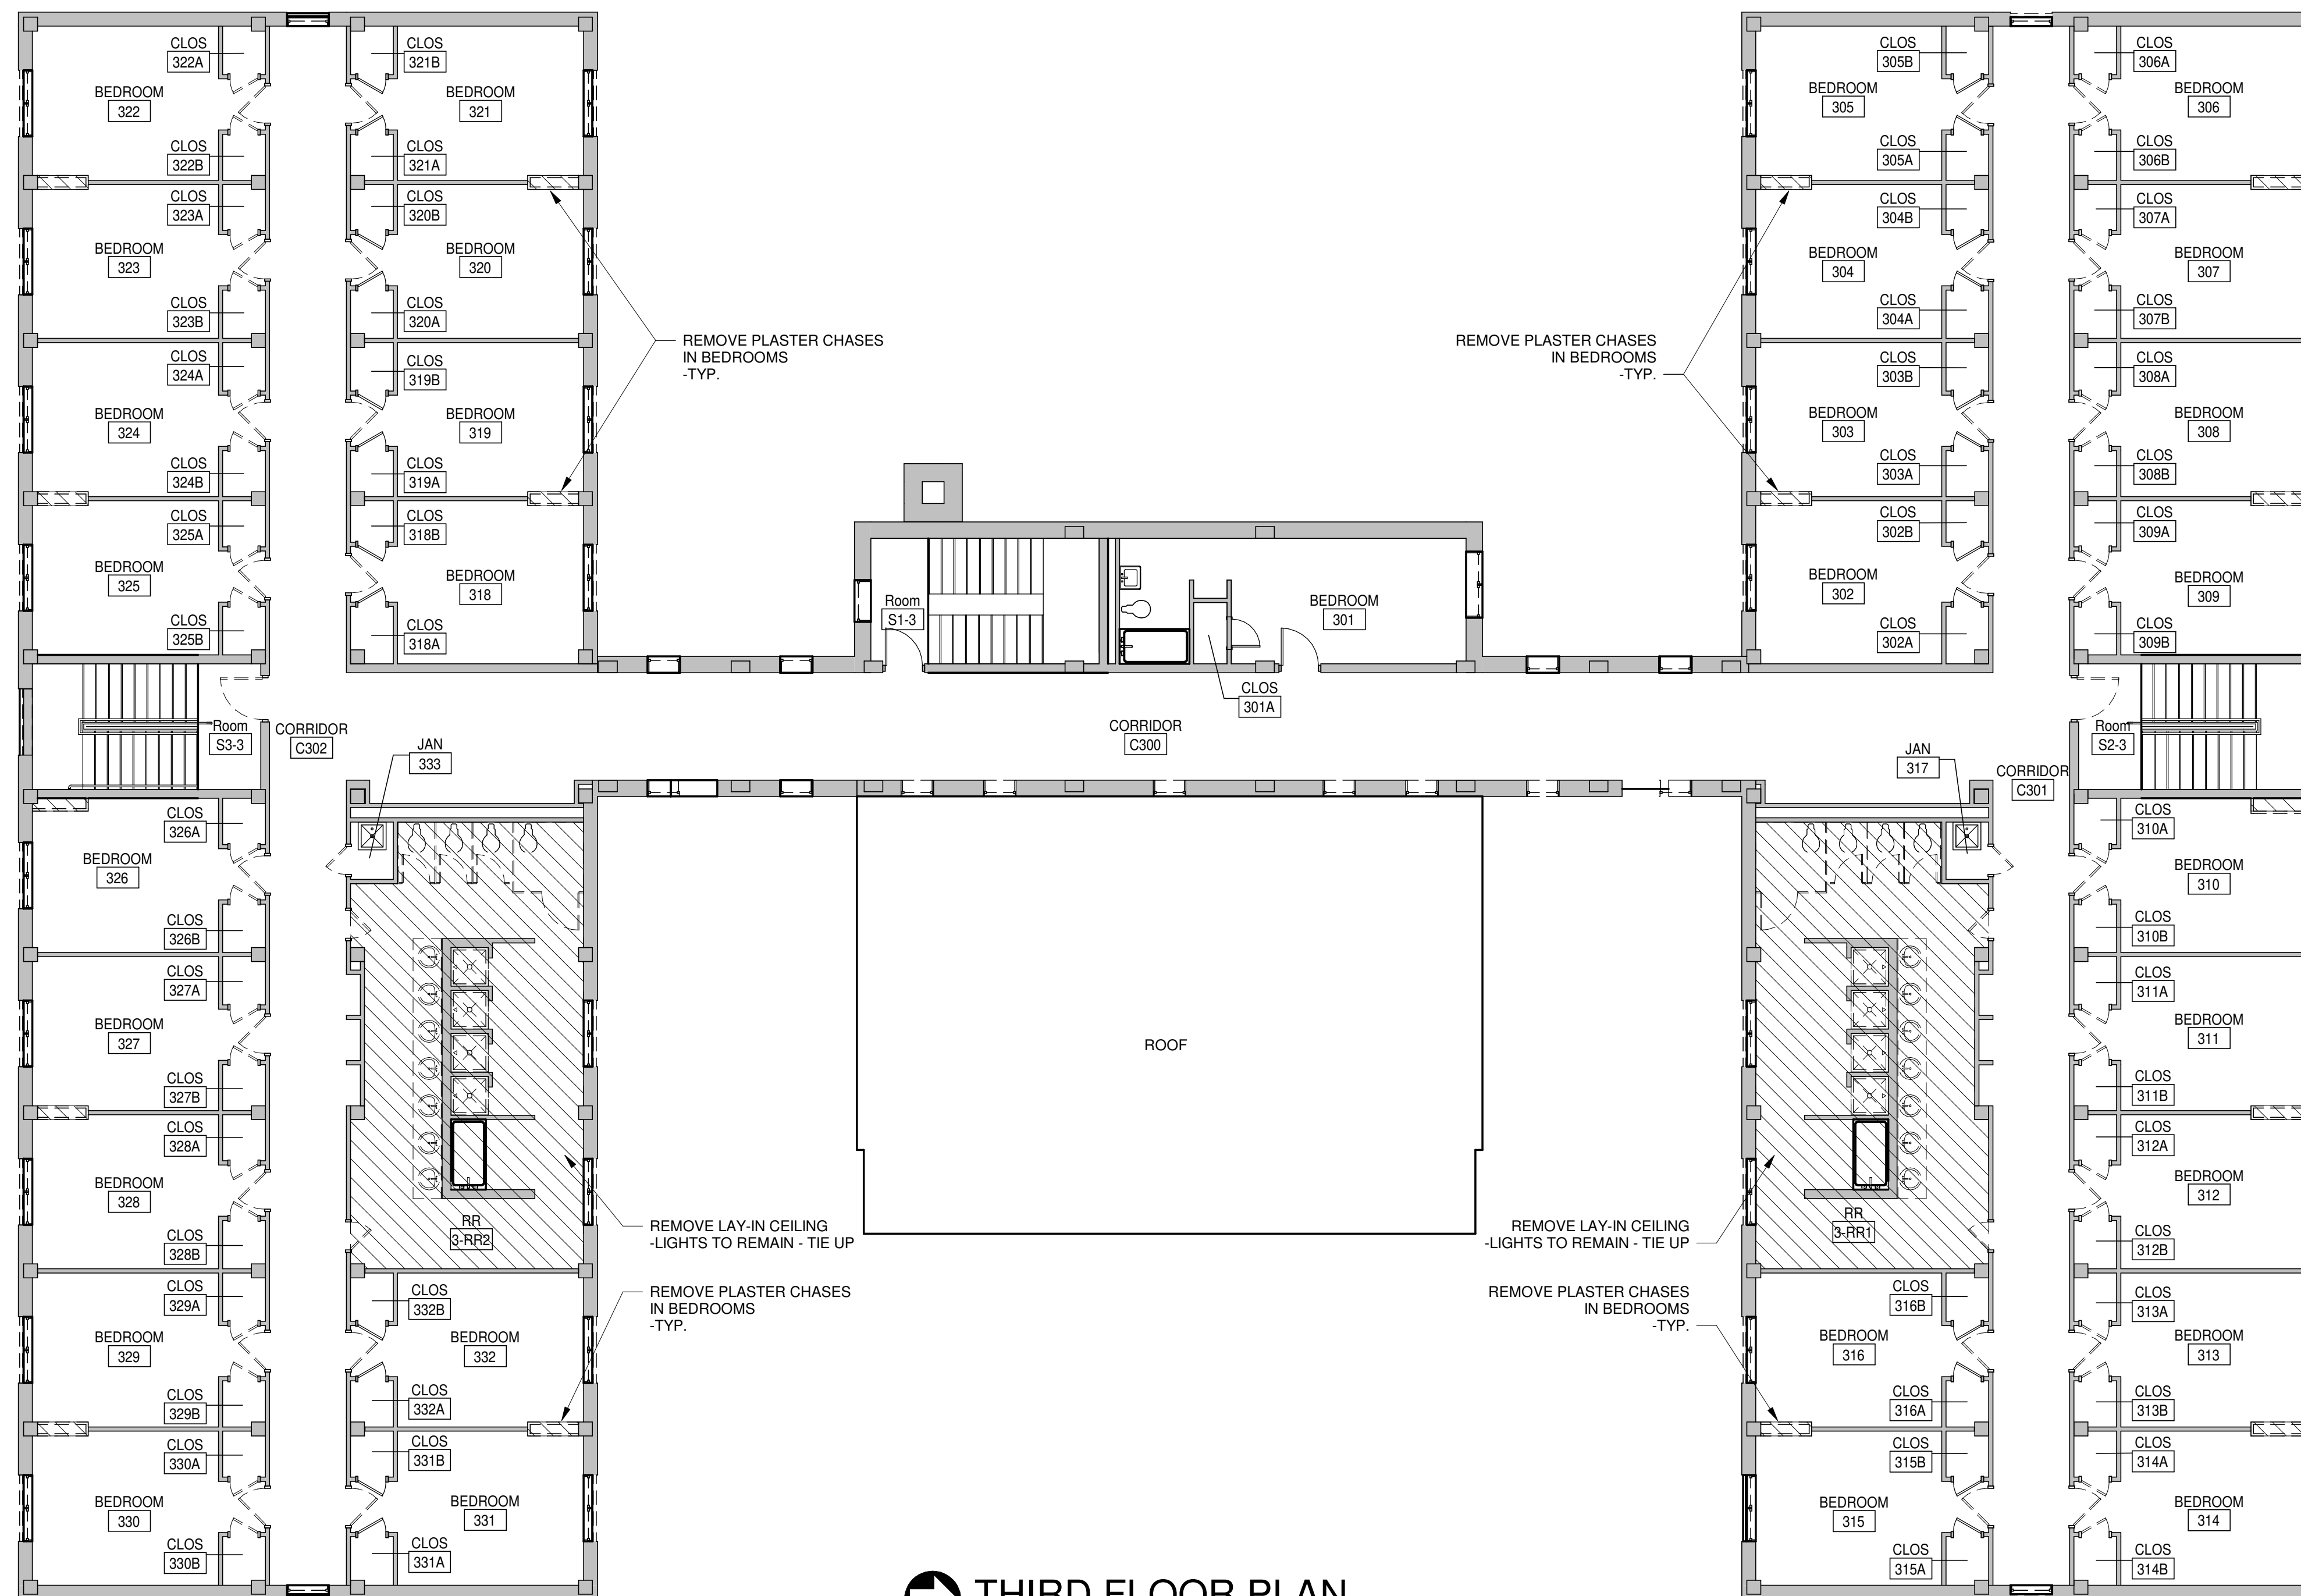 CLOS
322A
BEDROOM
322
CLOS
322B
CLOS
321B
BEDROOM
321
CLOS
321A
CLOS
323A
BEDROOM
323
CLOS
323B
CLOS
320B
BEDROOM
320
CLOS
320A
CLOS
324A
BEDROOM
324
CLOS
324B
CLOS
319B
BEDROOM
319
CLOS
319A
CLOS
325A
BEDROOM
325
CLOS
325B
CLOS
318B
BEDROOM
318
CLOS
318A
REMOVE PLASTER CHASES
IN BEDROOMS
-TYP.
REMOVE PLASTER CHASES
IN BEDROOMS
-TYP.
CLOS
305B
BEDROOM
305
CLOS
305A
CLOS
306A
BEDROOM
306
CLOS
306B
CLOS
304B
BEDROOM
304
CLOS
304A
CLOS
307A
BEDROOM
307
CLOS
307B
CLOS
303B
BEDROOM
303
CLOS
303A
CLOS
308A
BEDROOM
308
CLOS
308B
CLOS
302B
BEDROOM
302
CLOS
302A
CLOS
309A
BEDROOM
309
CLOS
309B
Room
S1-3
BEDROOM
301
CLOS
301A
Room
S3-3
CORRIDOR
C302
JAN
333
CORRIDOR
C300
JAN
317
CORRIDOR
C301
Room
S2-3
CLOS
326A
BEDROOM
326
CLOS
326B
CLOS
327A
BEDROOM
327
CLOS
327B
CLOS
328A
BEDROOM
328
CLOS
328B
RR
3-RR2
REMOVE LAY-IN CEILING
-LIGHTS TO REMAIN - TIE UP
ROOF
REMOVE LAY-IN CEILING
-LIGHTS TO REMAIN - TIE UP
RR
3-RR1
CLOS
310A
BEDROOM
310
CLOS
310B
CLOS
311A
BEDROOM
311
CLOS
311B
CLOS
312A
BEDROOM
312
CLOS
312B
CLOS
329A
BEDROOM
329
CLOS
329B
CLOS
332B
BEDROOM
332
CLOS
332A
REMOVE PLASTER CHASES
IN BEDROOMS
-TYP.
REMOVE PLASTER CHASES
IN BEDROOMS
-TYP.
CLOS
316B
BEDROOM
316
CLOS
316A
CLOS
313A
BEDROOM
313
CLOS
313B
CLOS
330A
BEDROOM
330
CLOS
330B
CLOS
331B
BEDROOM
331
CLOS
331A
CLOS
315B
BEDROOM
315
CLOS
315A
CLOS
314A
BEDROOM
314
CLOS
314B
THIRD FLOOR PLAN